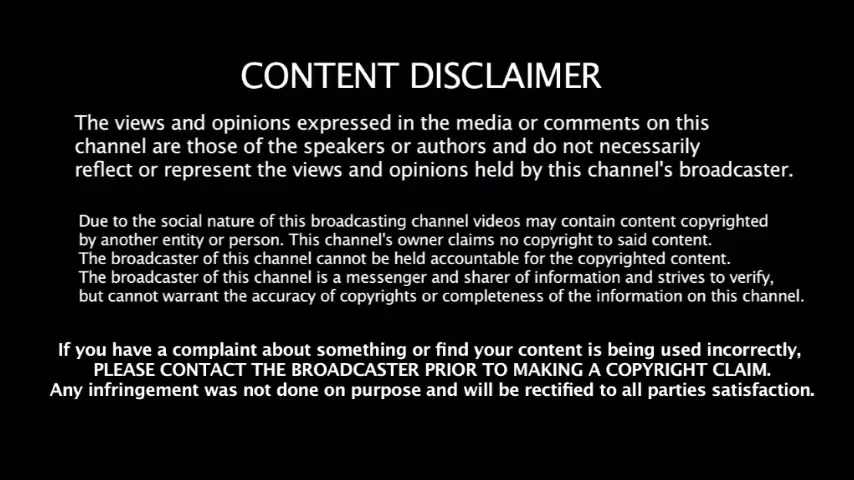 CONTENT DISCLAIMER
The views and opinions expressed in the media or comments on this
channel are those of the speakers or authors and do not necessarily
reflect or represent the views and opinions held by this channel's broadcaster.
Due to the social nature of this broadcasting channel videos may contain content copyrighted
by another entity or person. This channel's owner claims no copyright to said content.
The broadcaster of this channel cannot be held accountable for the copyrighted content.
The broadcaster of this channel is a messenger and sharer of information and strives to verify,
but cannot warrant the accuracy of copyrights or completeness of the information on this channel.
If you have a complaint about something or find your content is being used incorrectly,
PLEASE CONTACT THE BROADCASTER PRIOR TO MAKING A COPYRIGHT CLAIM.
Any infringement was not done on purpose and will be rectified to all parties satisfaction.